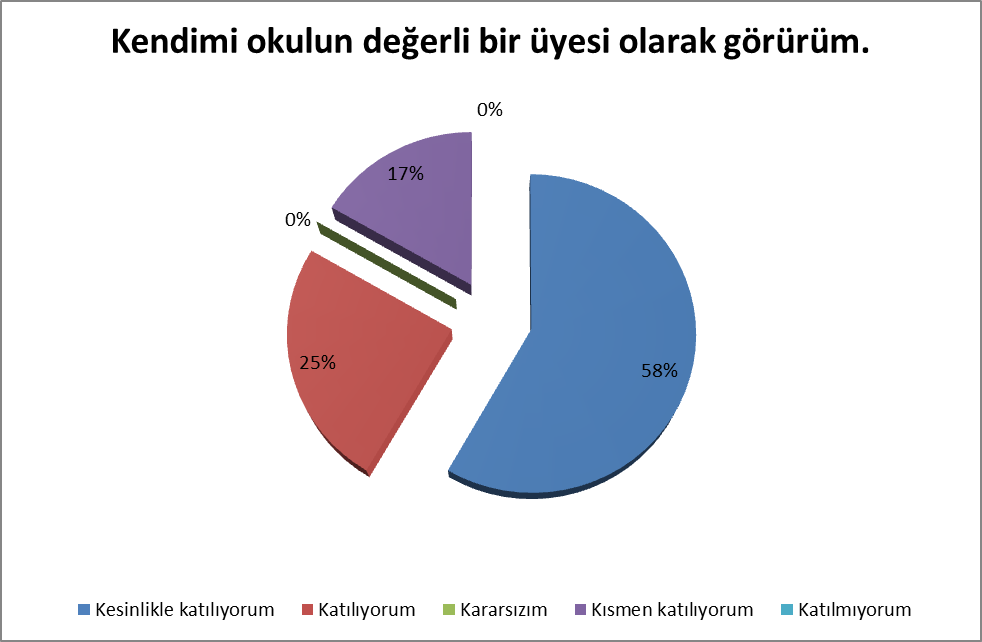 Kendimi okulun değerli bir üyesi olarak görürüm.
0%
17%
0%
25%
58%
Kesinlikle katılıyorum Katılıyorum Kararsızım Kısmen katılıyorum Katılmıyorum